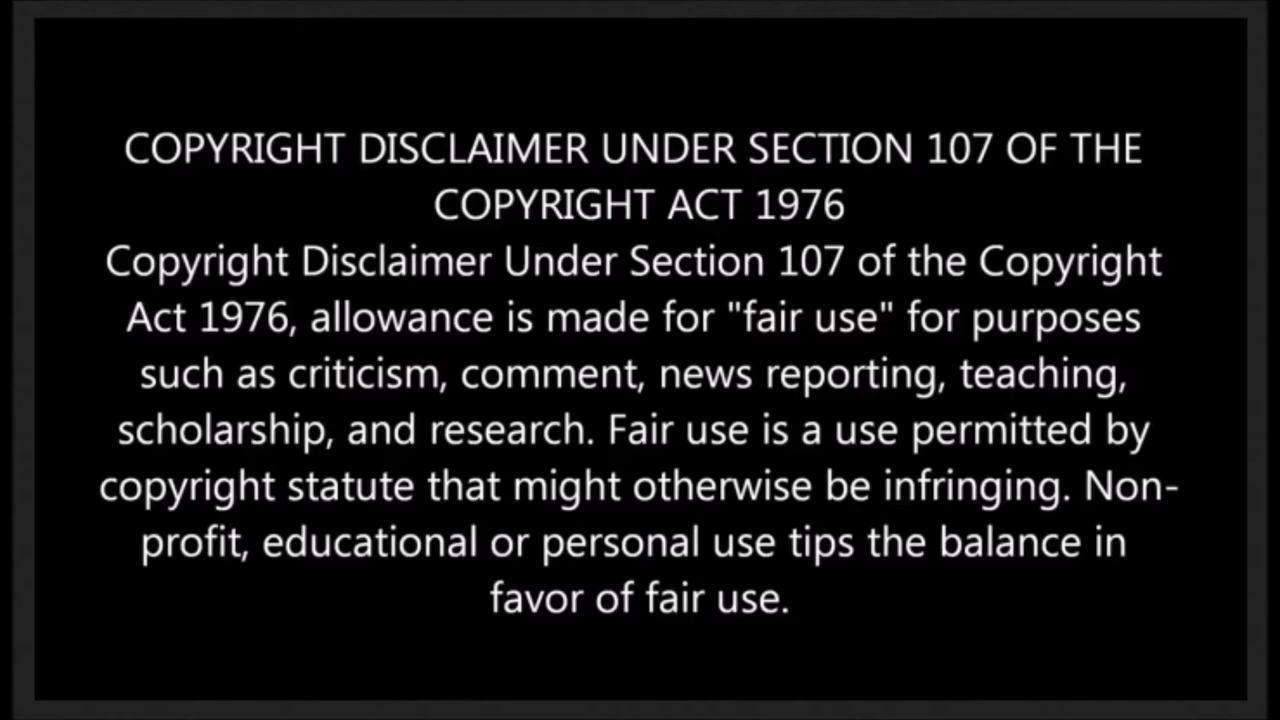 COPYRIGHT DISCLAIMER UNDER SECTION 107 OF THE
COPYRIGHT ACT 1976
Copyright Disclaimer Under Section 107 of the Copyright
Act 1976, allowance is made for "fair use" for purposes
such as criticism, comment, news reporting, teaching,
scholarship, and research. Fair use is a use permitted by
copyright statute that might otherwise be infringing. Non-
profit, educational or personal use tips the balance in
favor of fair use.